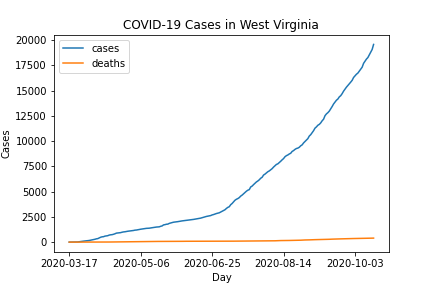 COVID-19 Cases in West Virginia
cases
deaths
20000
17500
15000
12500
10000
7500
5000
2500
0
Cases
2020-03-17 2020-05-06 2020-06-25 2020-08-14 2020-10-03
Day